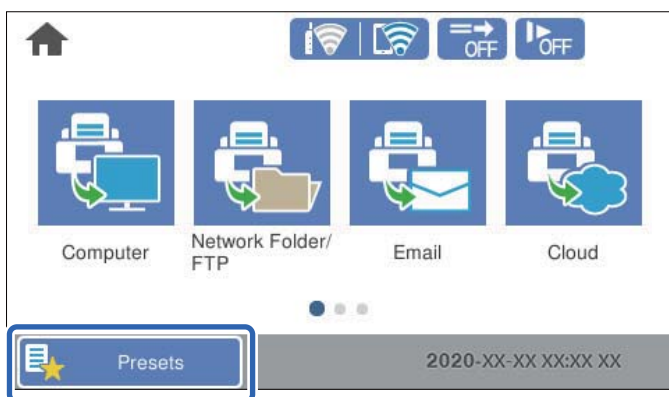 OFF
OFF
Computer
Network Folder/
FTP
Email
Cloud
Presets
2020-XX-XX XX:XX XX